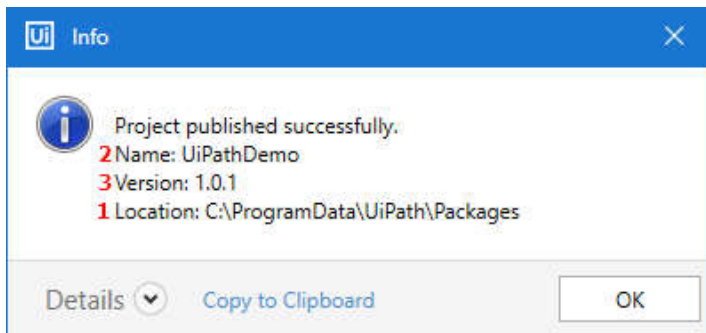 Ui Info
Project published successfully.
2 Name: UiPathDemo
3 Version: 1.0.1
1 Location: C:\ProgramData\UiPath\Packages
Details Copy to Clipboard OK